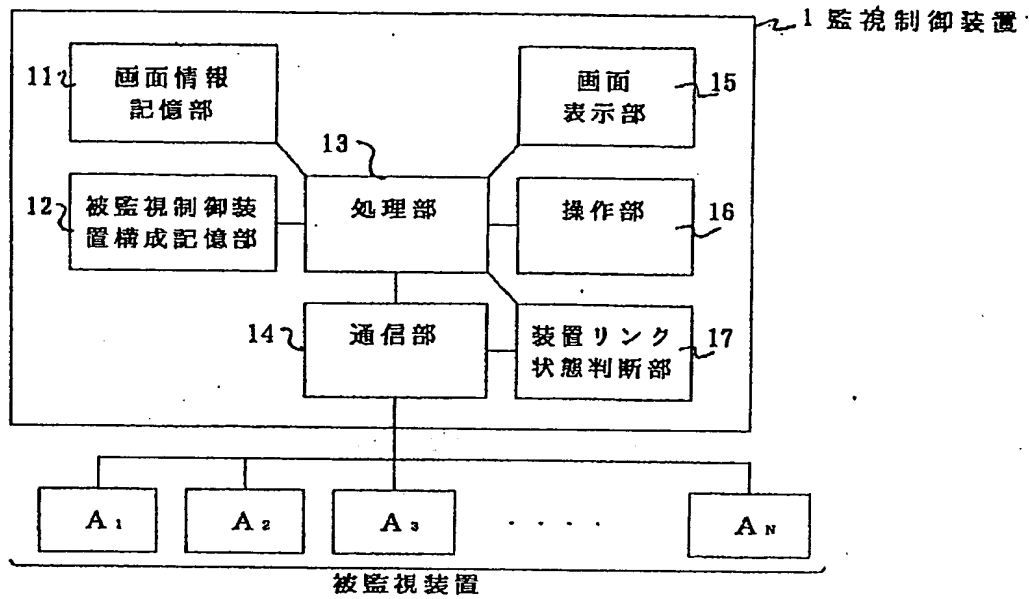 1 監視制御装置
11
画面情報
記憶部
画面
表示部
15
13
12
被監視制御装
置構成記憶部
処理部
操作部
16
14
通信部
装置リンク
状態判断部
17
A1
A2
A3
. . . . .
AN
被監視装置